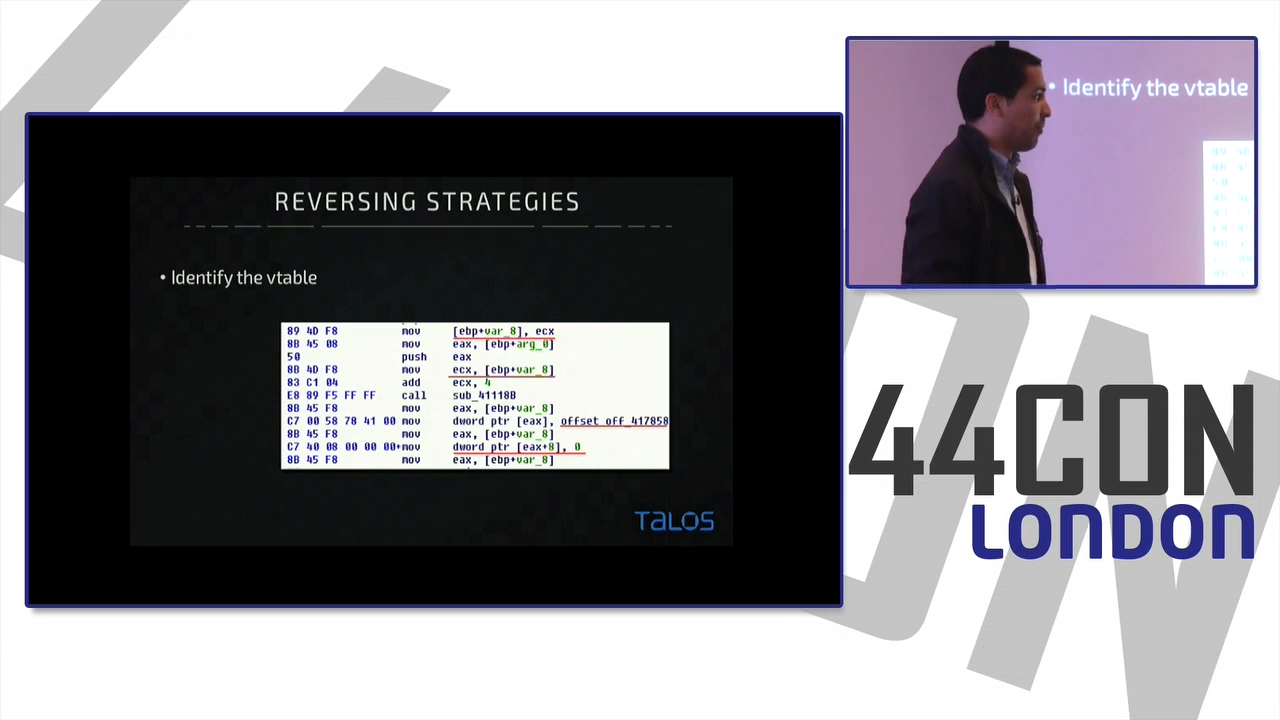 REVERSING STRATEGIES
• Identify the vtable
89 4D F8 mov [ebp+var_8], ecx
8B 45 08 mov eax, [ebp+arg_0]
50 push eax
8B 4D F8 mov ecx, [ebp+var_8]
83 C1 04 add ecx, 4
E8 89 F5 FF FF call sub_41118B
8B 45 F8 mov eax, [ebp+var_8]
C7 00 58 78 41 00 mov dword ptr [eax], offset off_417858
8B 45 F8 mov eax, [ebp+var_8]
C7 40 08 00 00 00+mov dword ptr [eax+8], 0
8B 45 F8 mov eax, [ebp+var_8]
TALOS
• Identify the vtable
44CON
LONDON